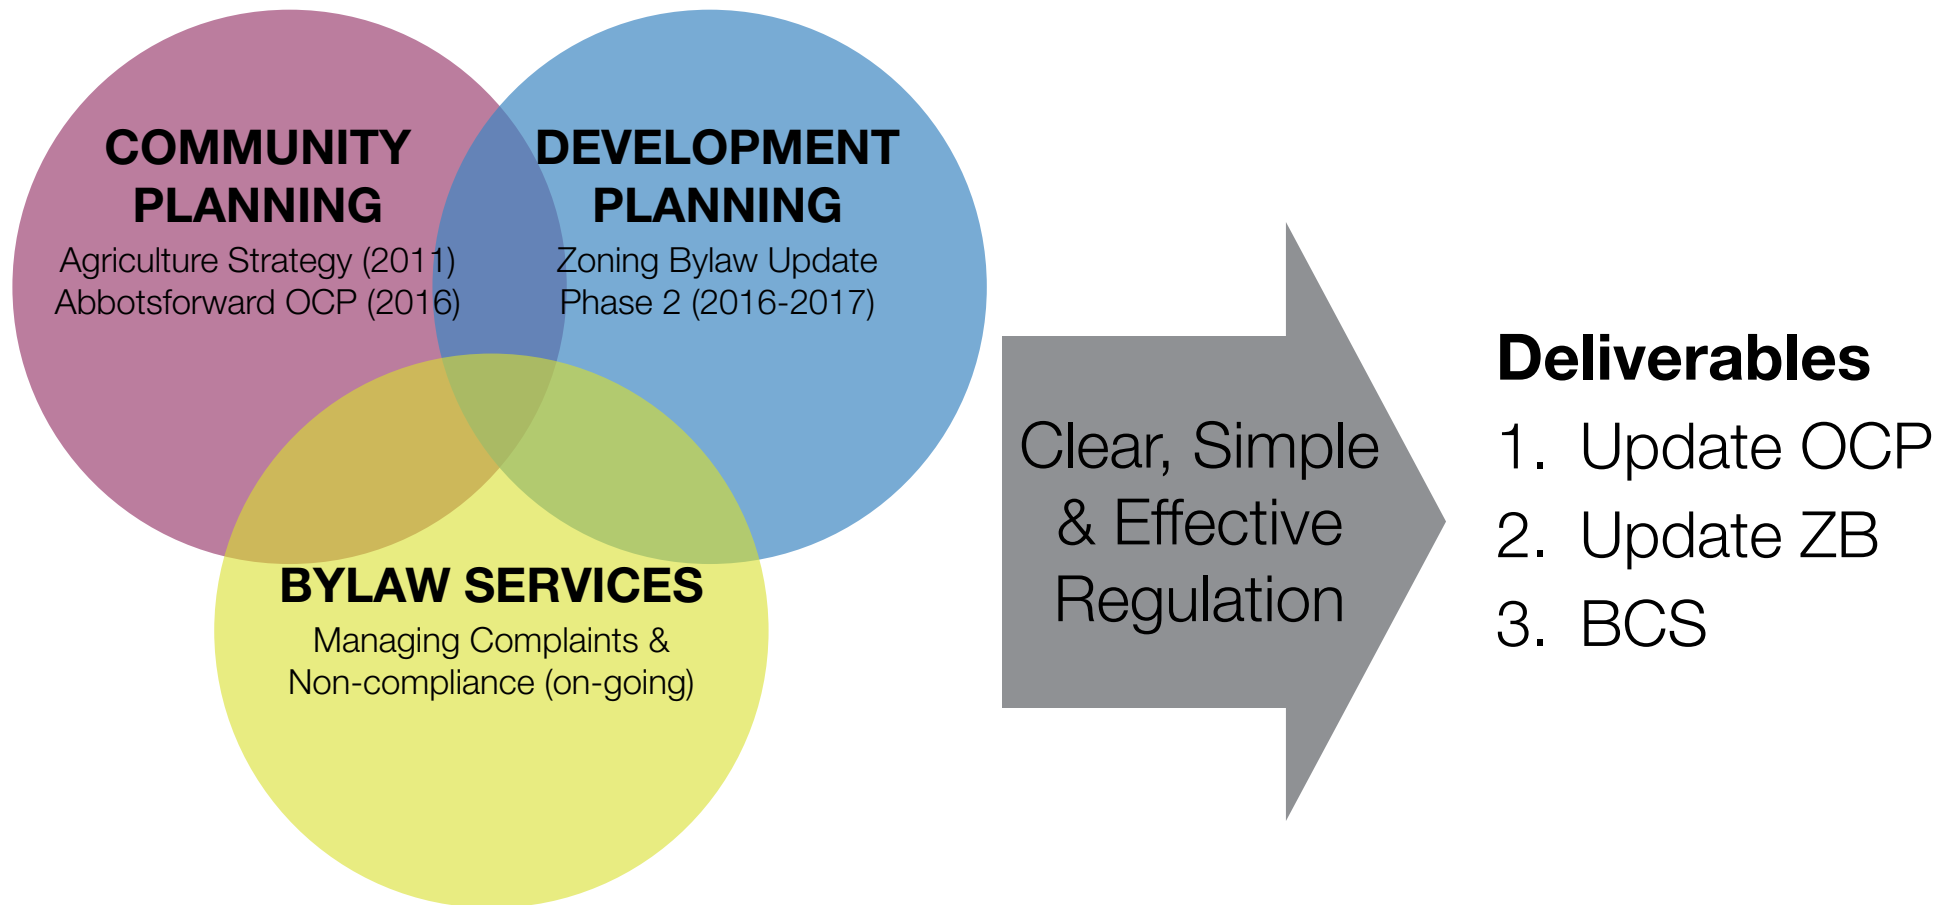 COMMUNITY
PLANNING
Agriculture Strategy (2011)
Abbotsforward OCP (2016)
DEVELOPMENT
PLANNING
Zoning Bylaw Update
Phase 2 (2016-2017)
BYLAW SERVICES
Managing Complaints &
Non-compliance (on-going)
Clear, Simple
& Effective
Regulation
Deliverables
1. Update OCP
2. Update ZB
3. BCS